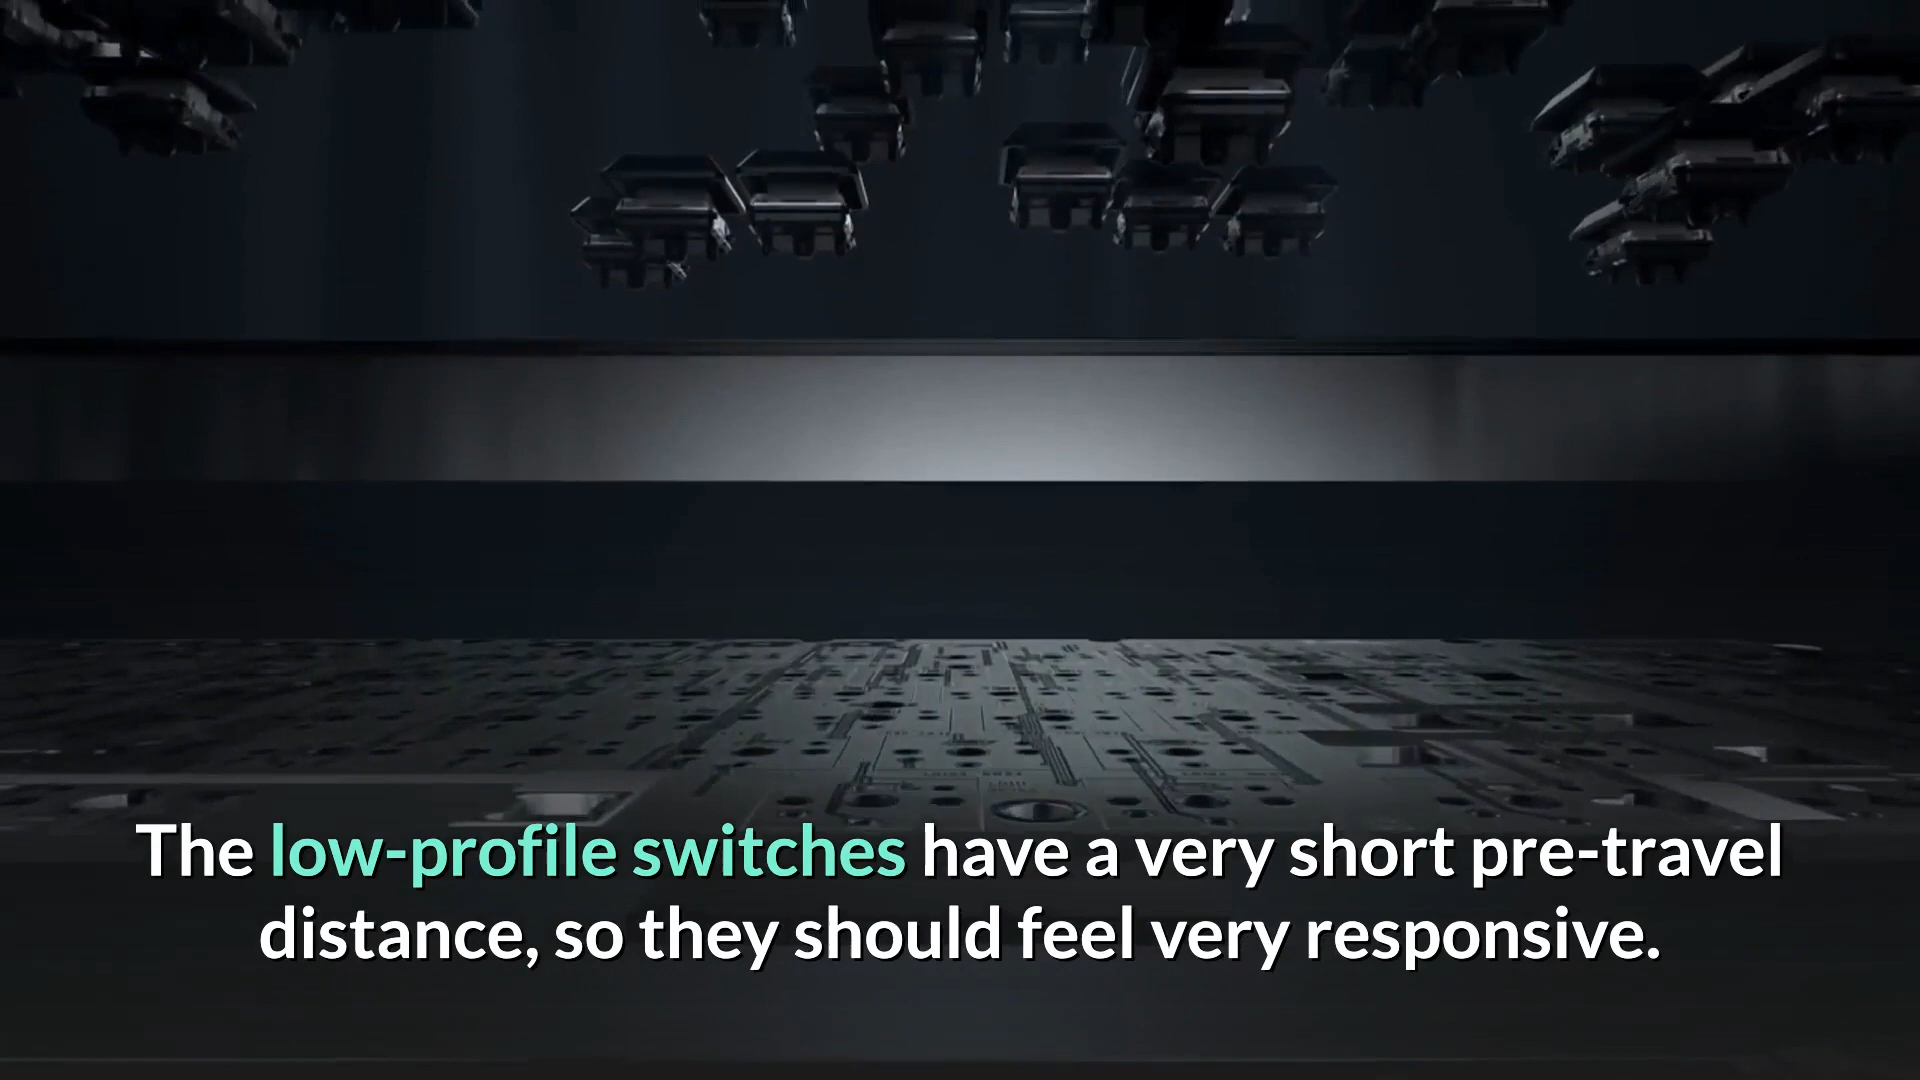 The low-profile switches have a very short pre-travel
distance, so they should feel very responsive.